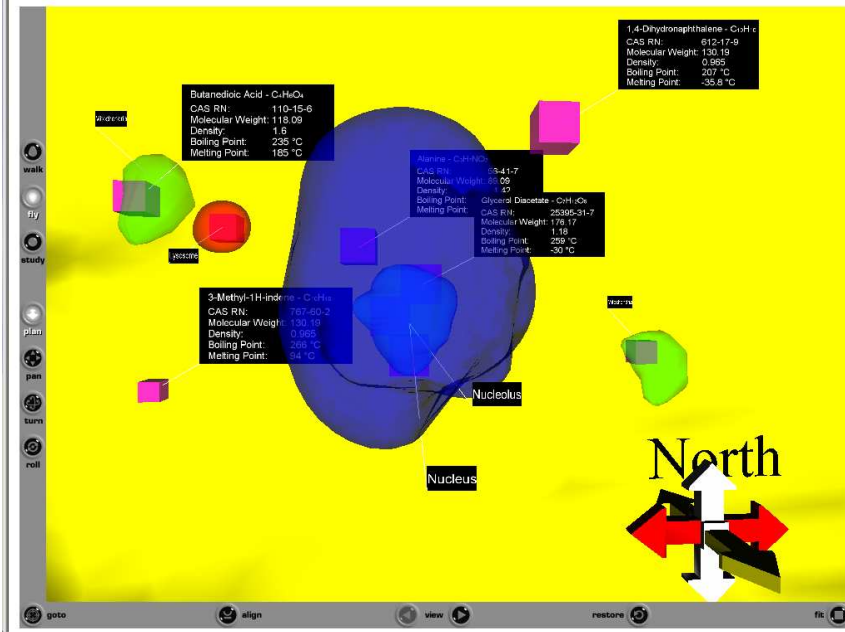 1,4-Dihydronaphthalene - C₁₀H₁₀
CAS RN: 612-17-9
Molecular Weight: 130.19
Density: 0.965
Boiling Point: 207 °C
Melting Point: -35.8 °C
Butanedioic Acid - C₄H₆O₄
CAS RN: 110-15-6
Molecular Weight: 118.09
Density: 1.6
Boiling Point: 235 °C
Melting Point: 185 °C
Mitochondria
Lysosome
Alanine -
CAS RN:
Molecular Weight:
Density:
Boiling Point:
Melting Point:
Glycerol Diacetate - C₇H₁₂O₅
CAS RN: 25395-31-7
Molecular Weight: 176.17
Density: 1.18
Boiling Point: 259 °C
Melting Point: -30 °C
3-Methyl-1H-indene -
CAS RN: 767-60-2
Molecular Weight: 130.19
Density: 0.965
Boiling Point: 266 °C
Melting Point: 94 °C
Mitochondria
Nucleolus
Nucleus
North
walk
fly
study
plan
pan
turn
roll
goto
align
view
restore
fit